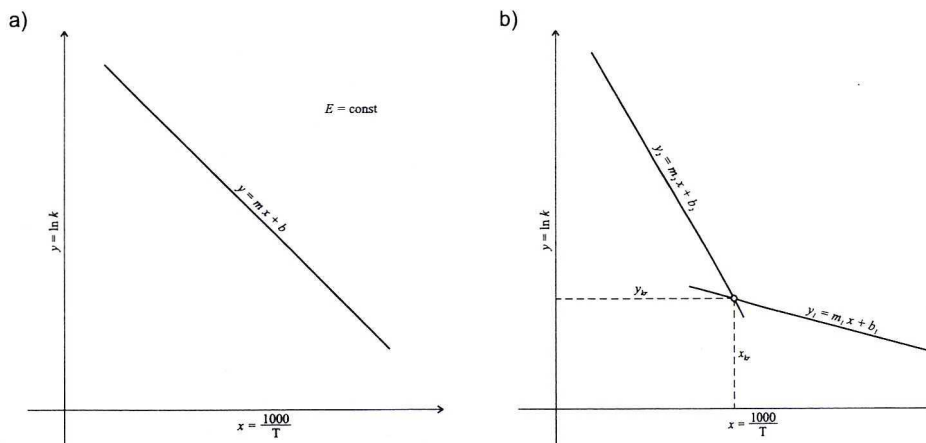 a)
E = const
y = m x + b
y = ln k
x = 1000
T
b)
y₂ = m₂ x + b₂
y = ln k
y_kr
y₁ = m₁ x + b₁
x_kr
x = 1000
T